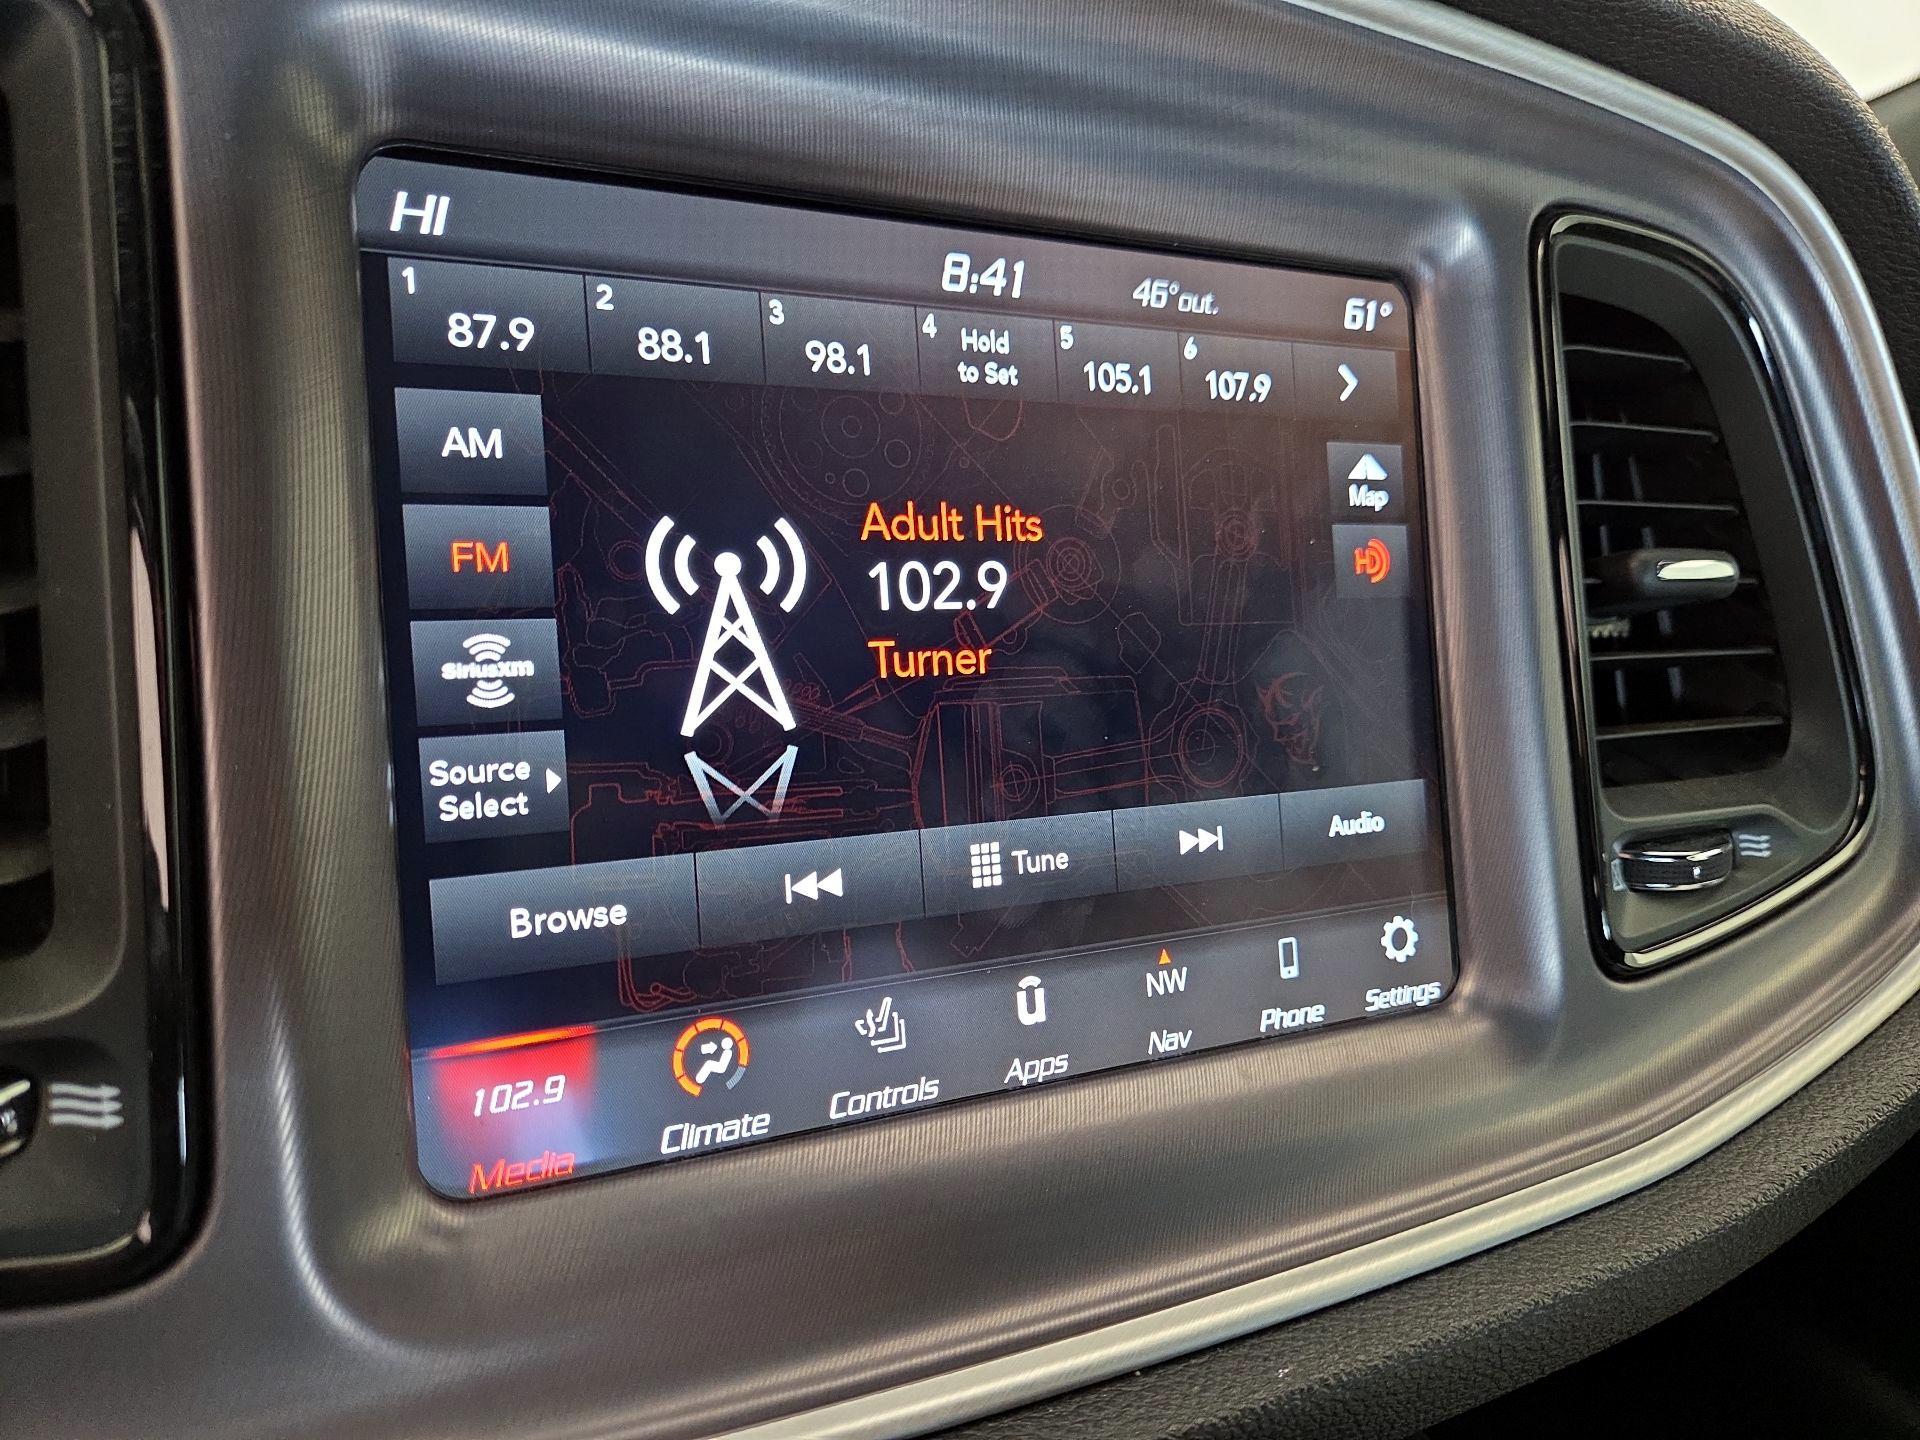 HI
8:41
46°out.
61°
1
87.9
2
88.1
3
98.1
4
Hold
to Set
5
105.1
6
107.9
AM
FM
SiriusXM
Source
Select
Adult Hits
102.9
Turner
Map
HD
Browse
Tune
Audio
102.9
Media
Climate
Controls
u
Apps
NW
Nav
Phone
Settings